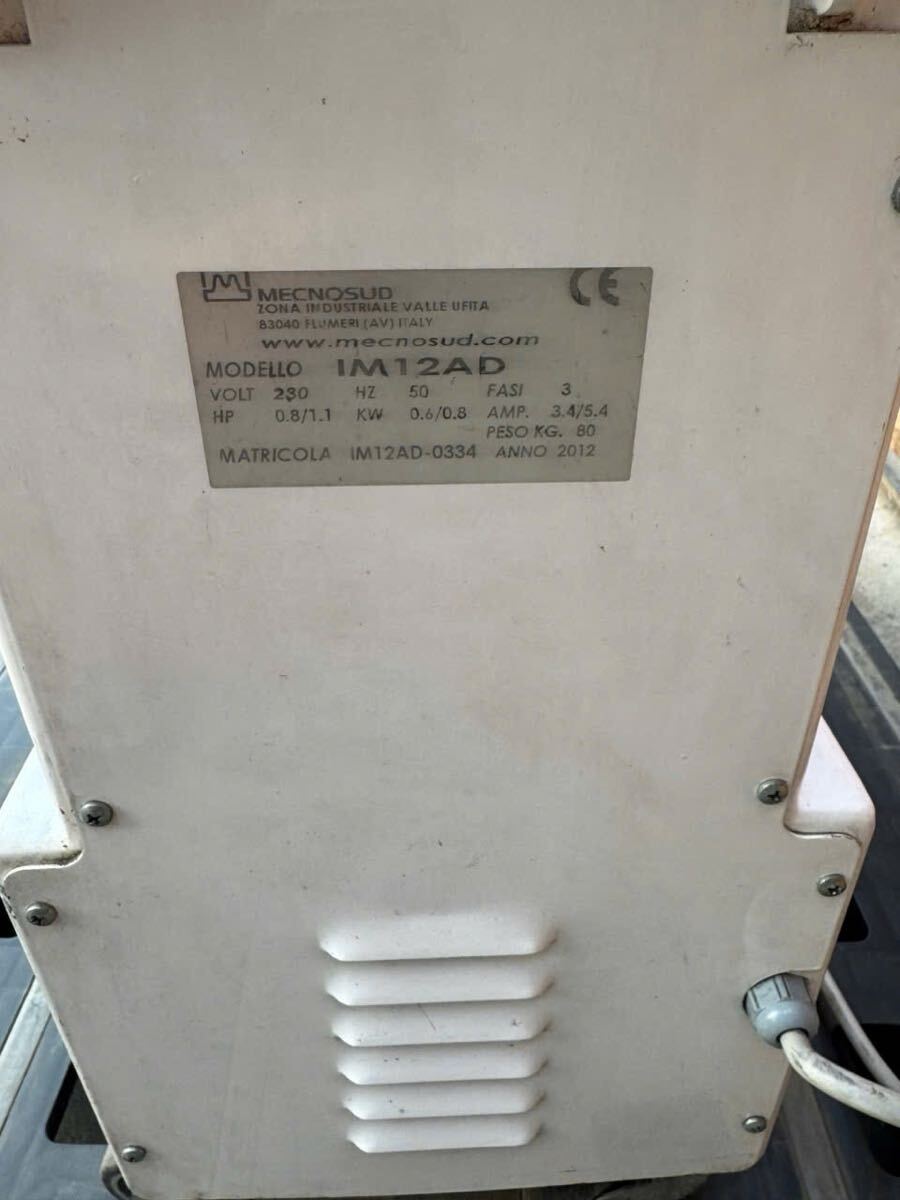 M
MECNOSUD
CE
ZONA INDUSTRIALE VALLE UFITA
83040 FLUMERI (AV) ITALY
www.mecnosud.com
MODELLO IM12AD
VOLT 230 HZ 50 FASI 3
HP 0.8/1.1 KW 0.6/0.8 AMP. 3.4/5.4
PESO KG. 80
MATRICOLA IM12AD-0334 ANNO 2012